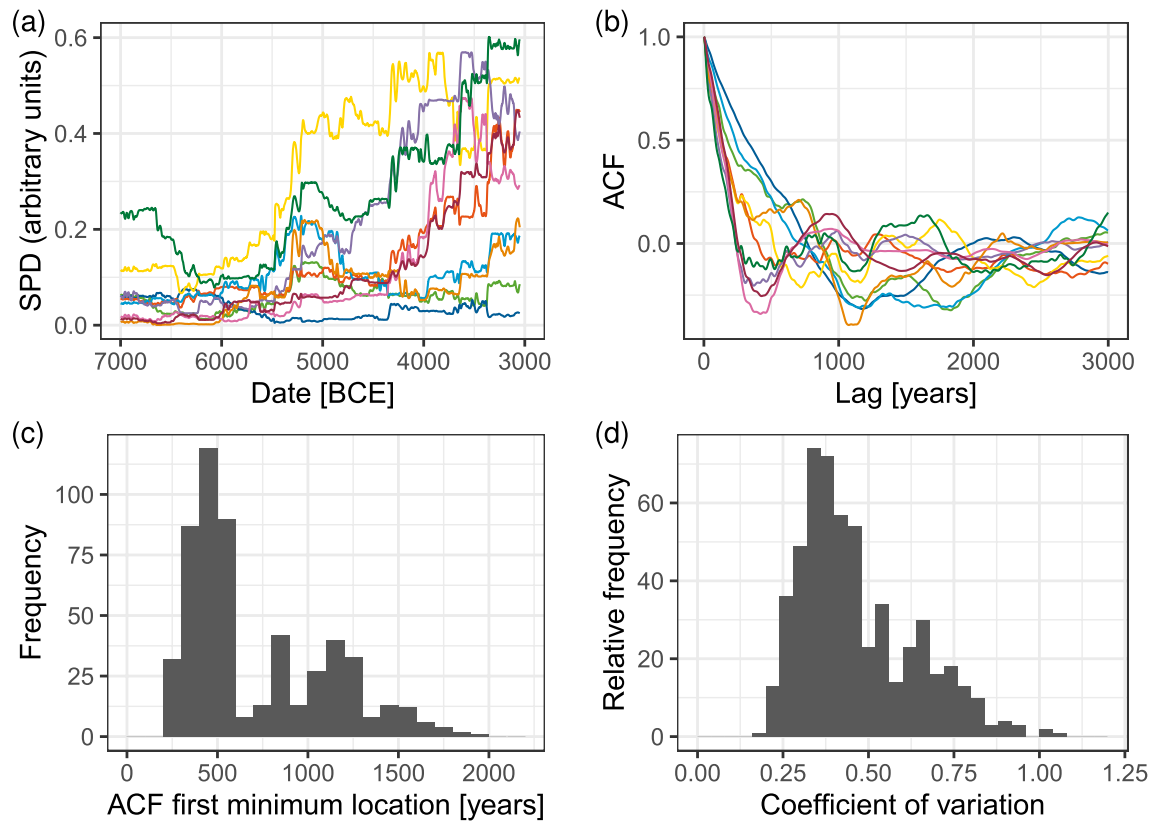 (a)
SPD (arbitrary units)
0.6
0.4
0.2
0.0
7000 6000 5000 4000 3000
Date [BCE]
(b)
ACF
1.0
0.5
0.0
0 1000 2000 3000
Lag [years]
(c)
Frequency
100
75
50
25
0
0 500 1000 1500 2000
ACF first minimum location [years]
(d)
Relative frequency
60
40
20
0
0.00 0.25 0.50 0.75 1.00 1.25
Coefficient of variation